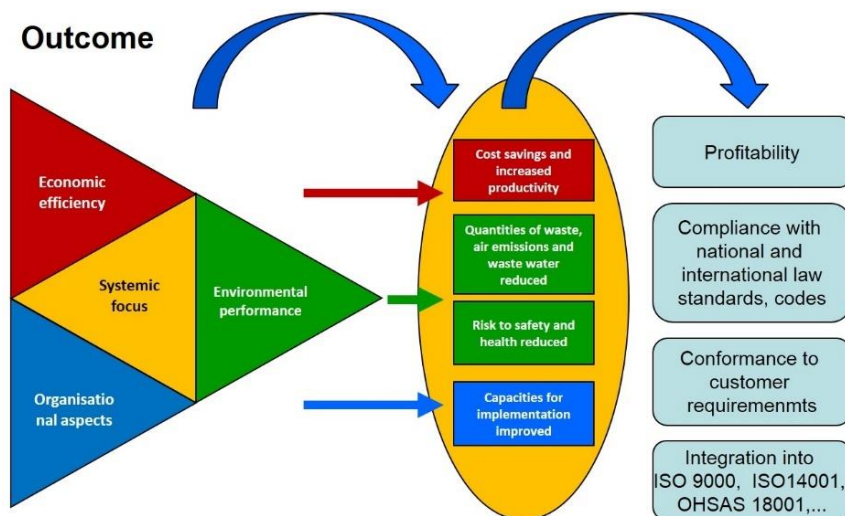 Outcome
Economic
efficiency
Systemic
focus
Environmental
performance
Organisatio
nal aspects
Cost savings and
increased
productivity
Quantities of waste,
air emissions and
waste water
reduced
Risk to safety and
health reduced
Capacities for
implementation
improved
Profitability
Compliance with
national and
international law
standards, codes
Conformance to
customer
requiremenmts
Integration into
ISO 9000, ISO14001,
OHSAS 18001,...